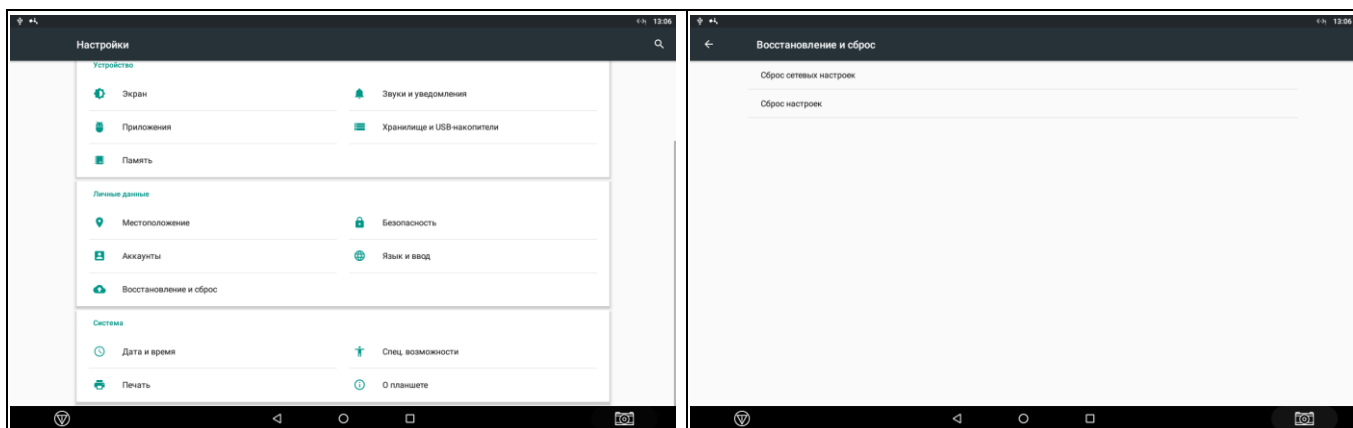 13:06
Настройки
Устройство
Экран
Звуки и уведомления
Приложения
Хранилище и USB-накопители
Память
Личные данные
Местоположение
Безопасность
Аккаунты
Язык и ввод
Восстановление и сброс
Система
Дата и время
Спец. возможности
Печать
О планшете
13:06
Восстановление и сброс
Сброс сетевых настроек
Сброс настроек